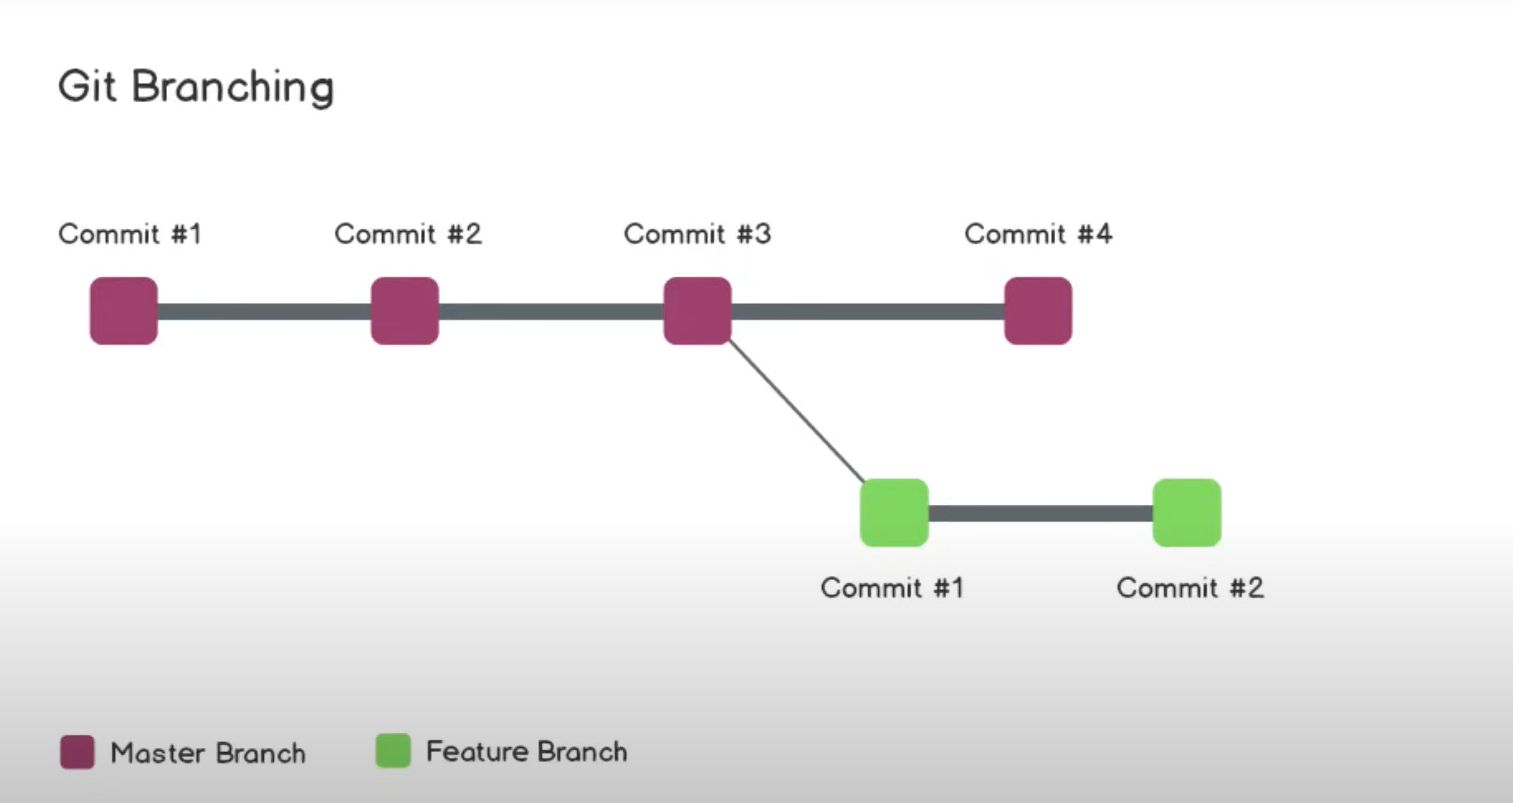 Git Branching
Commit #1 Commit #2 Commit #3 Commit #4
Commit #1 Commit #2
Master Branch Feature Branch